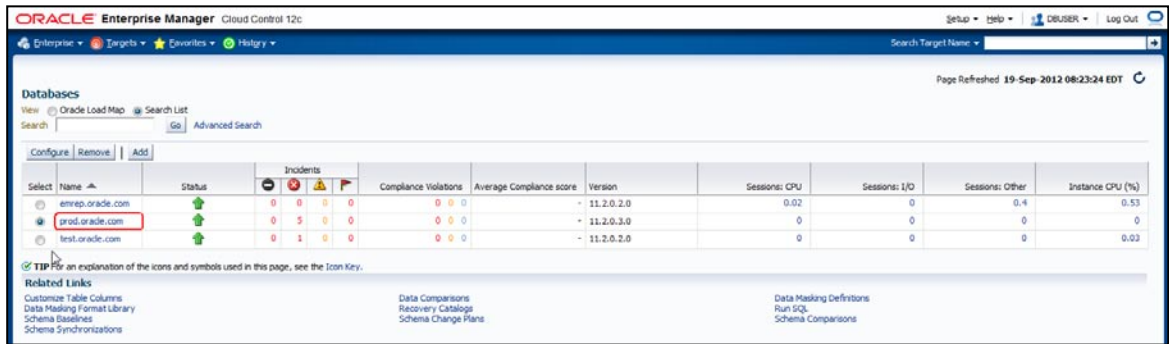 ORACLE Enterprise Manager Cloud Control 12c Setup Help DBUSER Log Out
Enterprise Targets Favorites History Search Target Name
Page Refreshed 19-Sep-2012 08:23:24 EDT
Databases
View Oracle Load Map Search List
Search Go Advanced Search
Configure Remove Add
Incidents
Select Name Status Compliance Violations Average Compliance score Version Sessions: CPU Sessions: I/O Sessions: Other Instance CPU (%)
emrep.oracle.com 0 0 0 0 0 0 0 - 11.2.0.2.0 0.02 0 0.4 0.53
prod.oracle.com 0 5 0 0 0 0 0 - 11.2.0.3.0 0 0 0 0
test.oracle.com 0 1 0 0 0 0 0 - 11.2.0.2.0 0 0 0 0.03
TIP For an explanation of the icons and symbols used in this page, see the Icon Key.
Related Links
Customize Table Columns Data Comparisons Data Masking Definitions
Data Masking Format Library Recovery Catalogs Run SQL
Schema Baselines Schema Change Plans Schema Comparisons
Schema Synchronizations